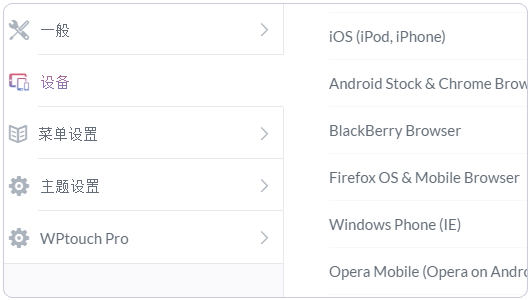 一般
设备
菜单设置
主题设置
WPtouch Pro
iOS (iPod, iPhone)
Android Stock & Chrome Brow
BlackBerry Browser
Firefox OS & Mobile Browser
Windows Phone (IE)
Opera Mobile (Opera on Andro